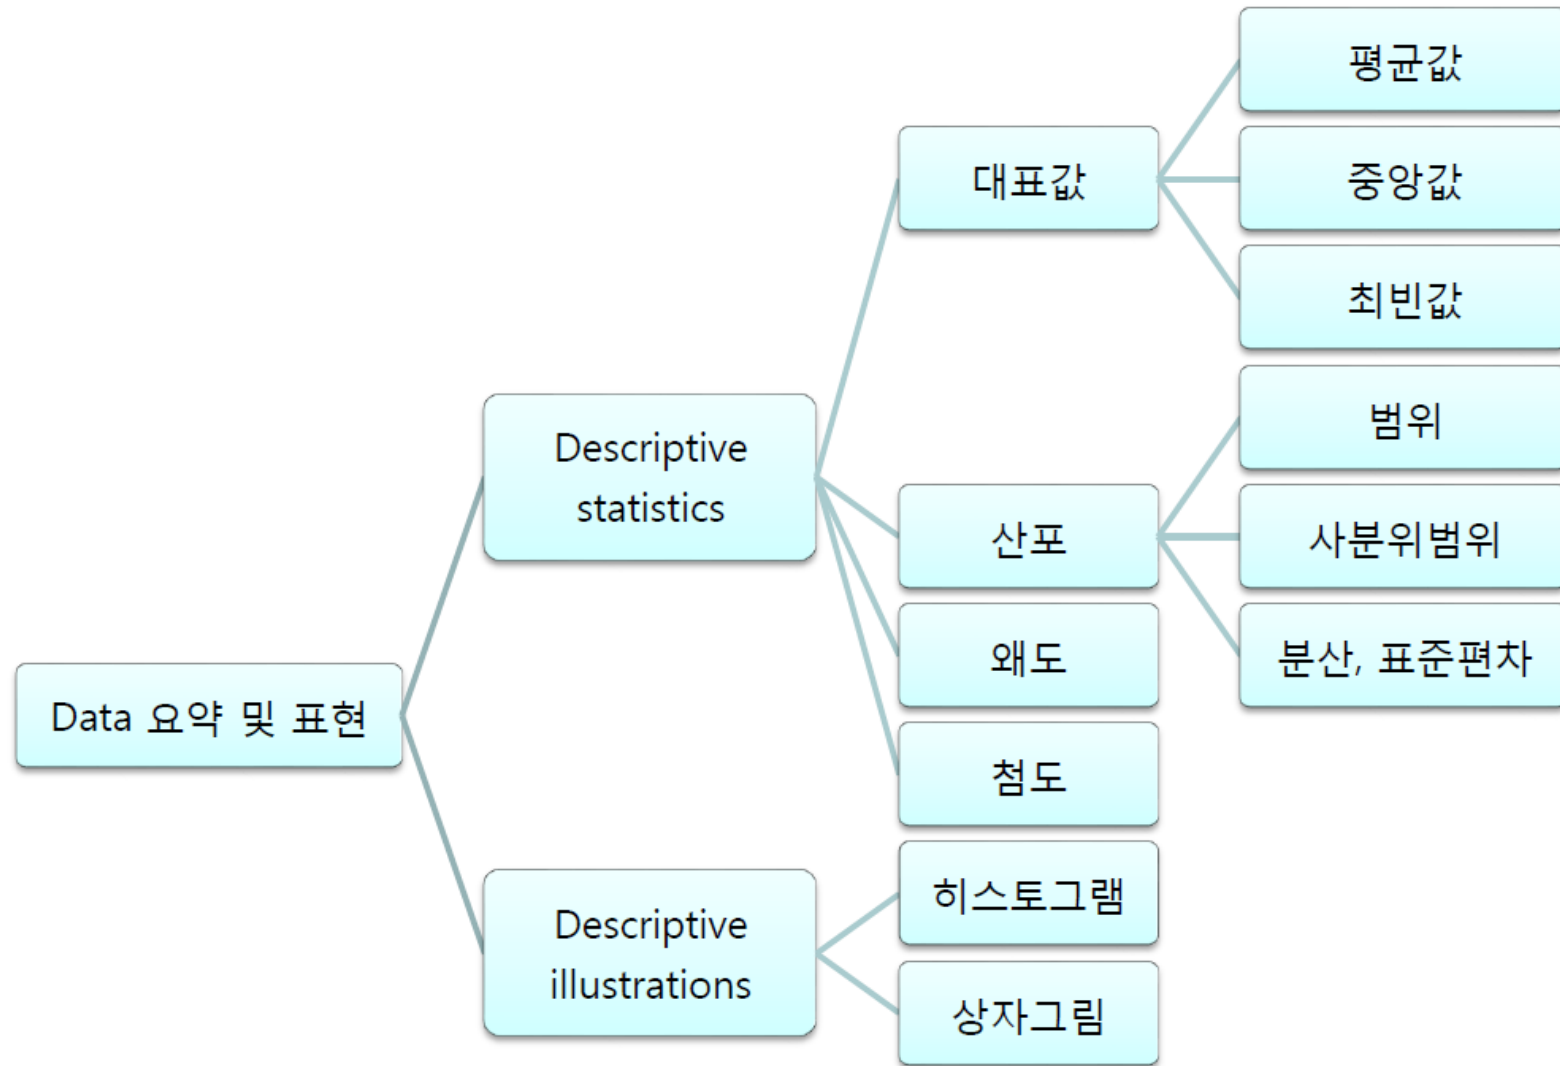 평균값
대표값
중앙값
최빈값
Descriptive
statistics
범위
산포
사분위범위
왜도
분산, 표준편차
Data 요약 및 표현
첨도
Descriptive
illustrations
히스토그램
상자그림